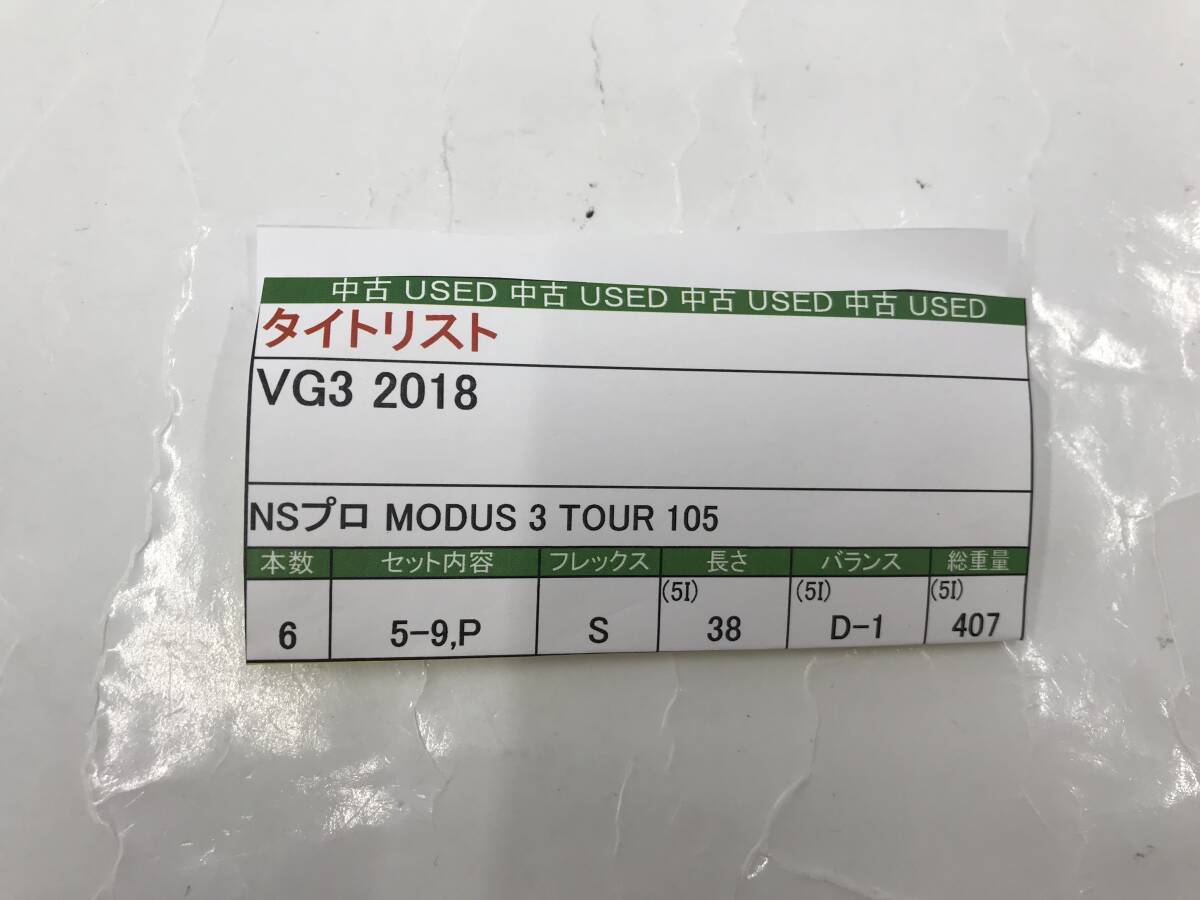 中古 USED 中古 USED 中古 USED 中古 USED
タイトリスト
VG3 2018
NSプロ MODUS 3 TOUR 105
本数 セット内容 フレックス 長さ バランス 総重量
(5I) (5I) (5I)
6 5-9,P S 38 D-1 407